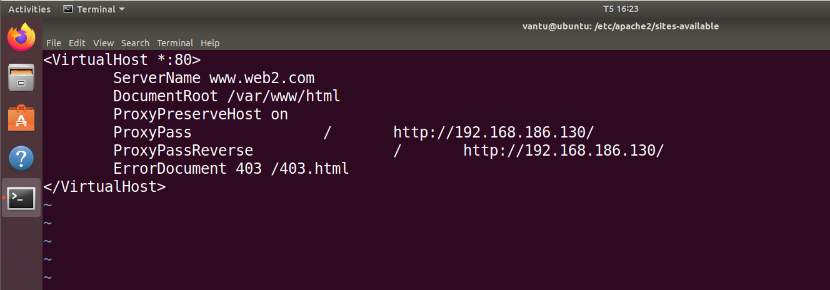 Activities Terminal T5 16:23
vantu@ubuntu: /etc/apache2/sites-available
File Edit View Search Terminal Help
<VirtualHost *:80>
ServerName www.web2.com
DocumentRoot /var/www/html
ProxyPreserveHost on
ProxyPass / http://192.168.186.130/
ProxyPassReverse / http://192.168.186.130/
ErrorDocument 403 /403.html
</VirtualHost>
~
~
~
~
~